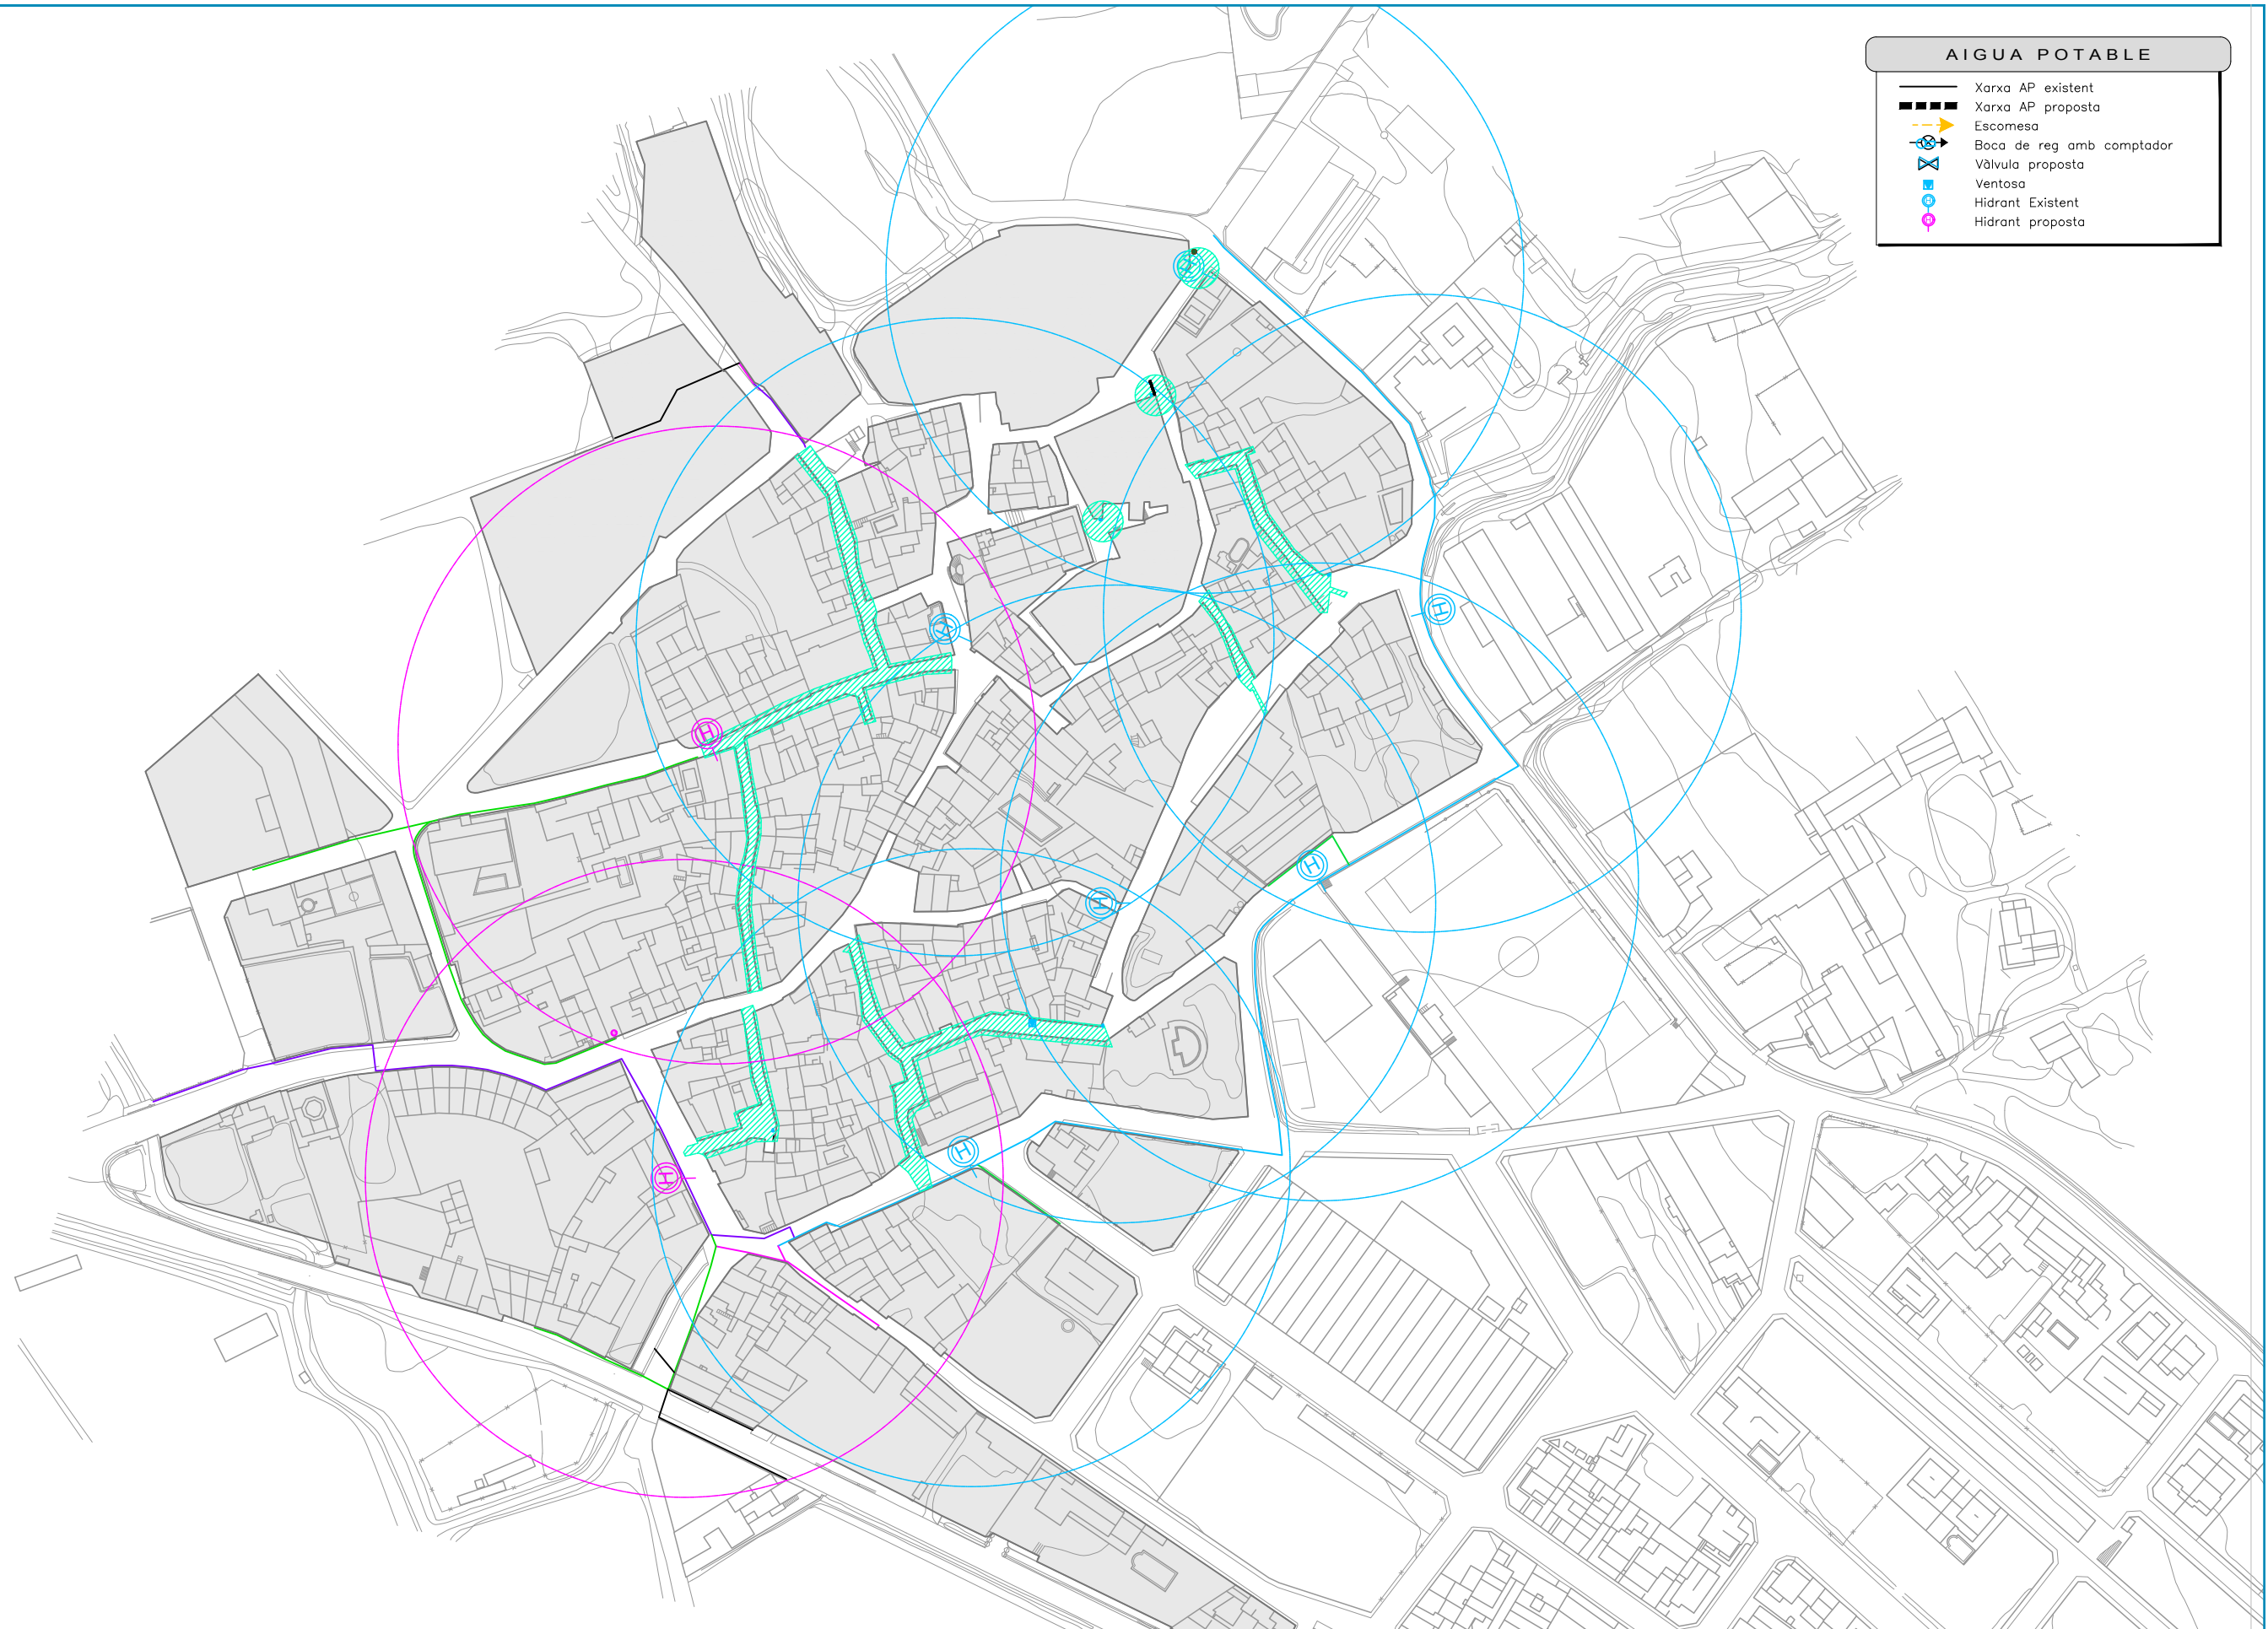 AIGUA POTABLE
Xarxa AP existent
Xarxa AP proposta
Escomesa
Boca de reg amb comptador
Vàlvula proposta
Ventosa
H Hidrant Existent
H Hidrant proposta
H
H
H
H
H
H
H
H